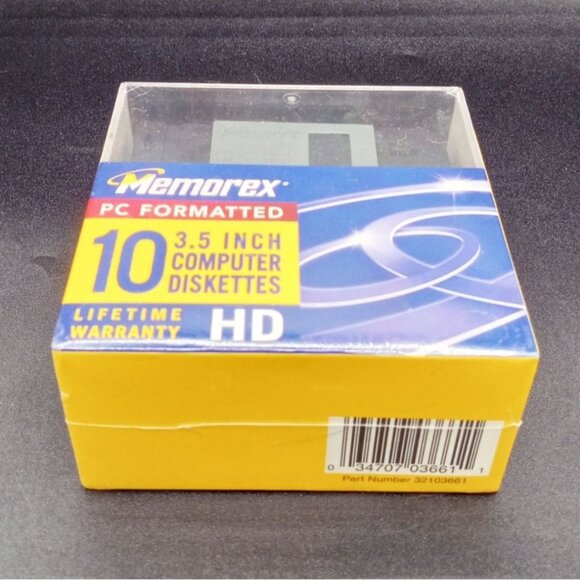 Memorex
Memorex
PC FORMATTED
10
3.5 INCH
COMPUTER
DISKETTES
LIFETIME
WARRANTY
HD
0 34707 03661 1
Part Number 32103661